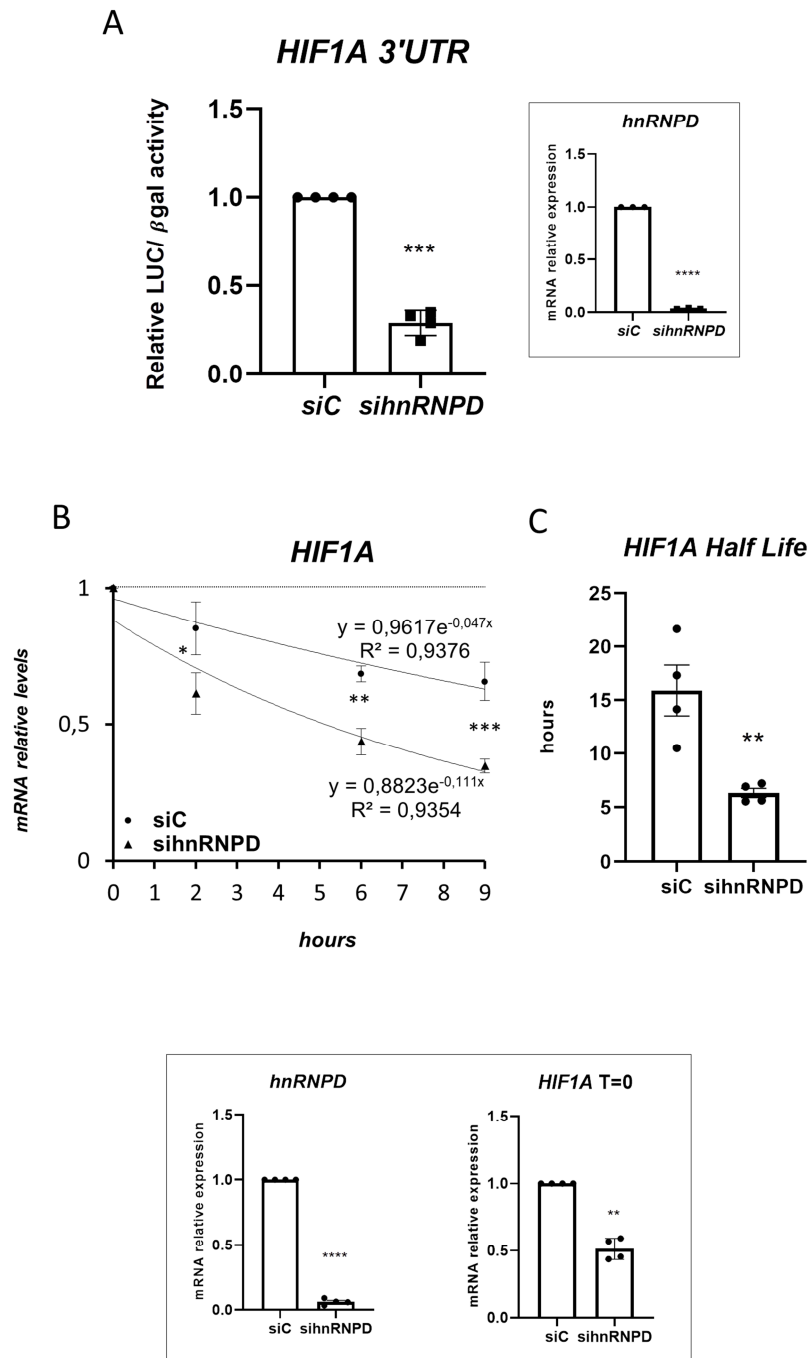 A
HIF1A 3'UTR
Relative LUC/ βgal activity
1.5
1.0
0.5
0.0
***
siC sihnRNPD
hnRNPD
mRNA relative expression
1.5
1.0
0.5
0.0
****
siC sihnRNPD
B
HIF1A
mRNA relative levels
1
0,5
0
y = 0,9617e-0,047x
R² = 0,9376
*
**
***
y = 0,8823e-0,111x
R² = 0,9354
siC
sihnRNPD
0 1 2 3 4 5 6 7 8 9
hours
C
HIF1A Half Life
hours
25
20
15
10
5
0
**
siC sihnRNPD
hnRNPD
mRNA relative expression
1.5
1.0
0.5
0.0
****
siC sihnRNPD
HIF1A T=0
mRNA relative expression
1.5
1.0
0.5
0.0
**
siC sihnRNPD